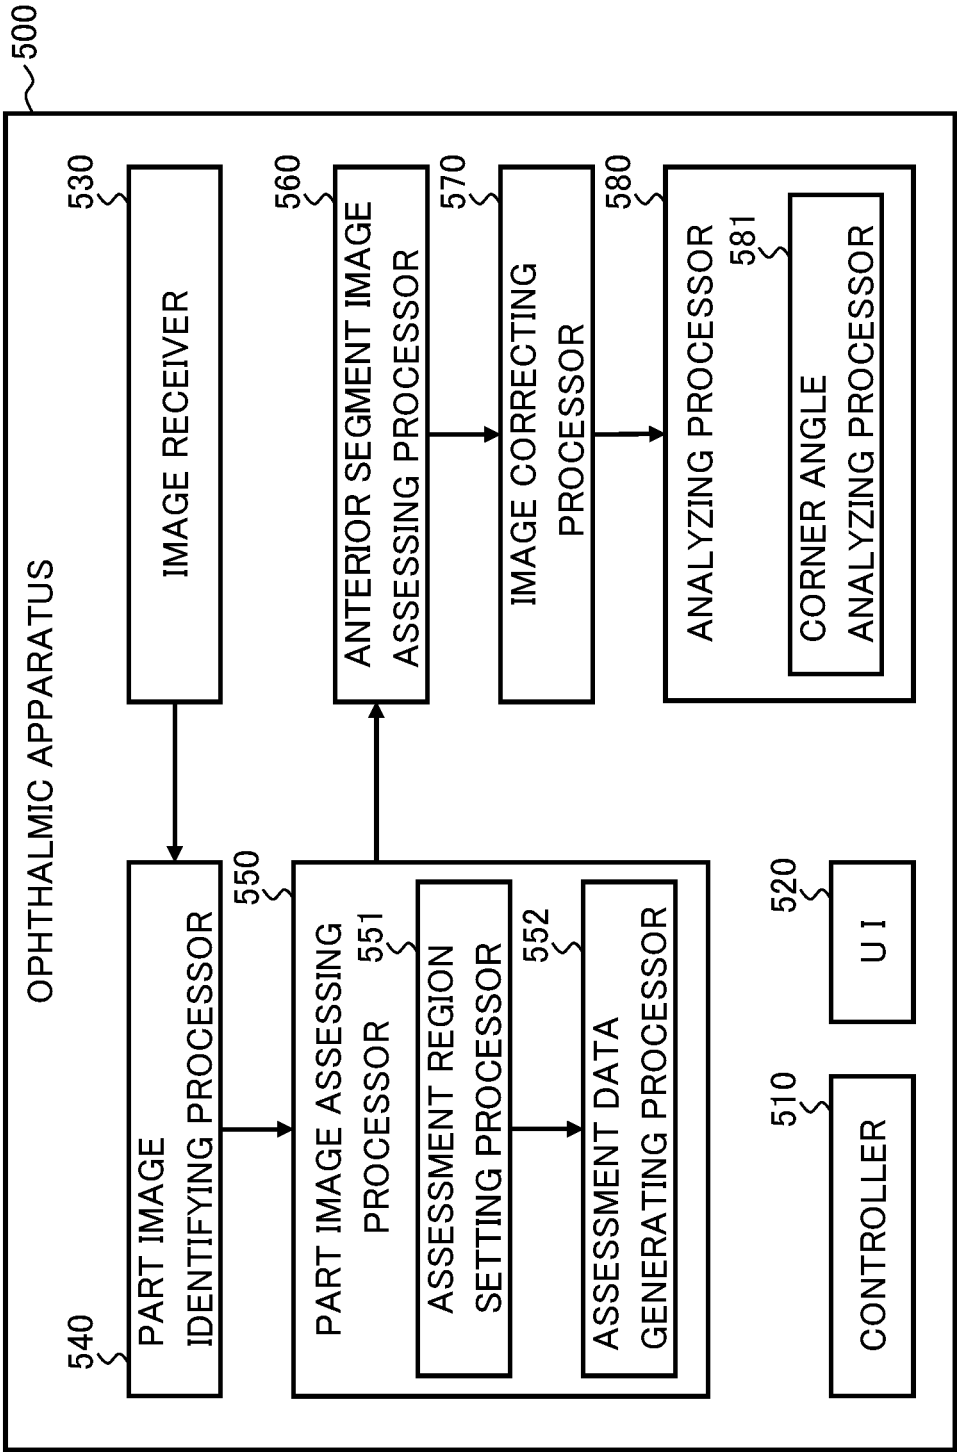 500
OPHTHALMIC APPARATUS
540
PART IMAGE
IDENTIFYING PROCESSOR
530
IMAGE RECEIVER
550
PART IMAGE ASSESSING
PROCESSOR
551
ASSESSMENT REGION
SETTING PROCESSOR
552
ASSESSMENT DATA
GENERATING PROCESSOR
560
ANTERIOR SEGMENT IMAGE
ASSESSING PROCESSOR
570
IMAGE CORRECTING
PROCESSOR
580
ANALYZING PROCESSOR
581
CORNER ANGLE
ANALYZING PROCESSOR
510
CONTROLLER
520
UI